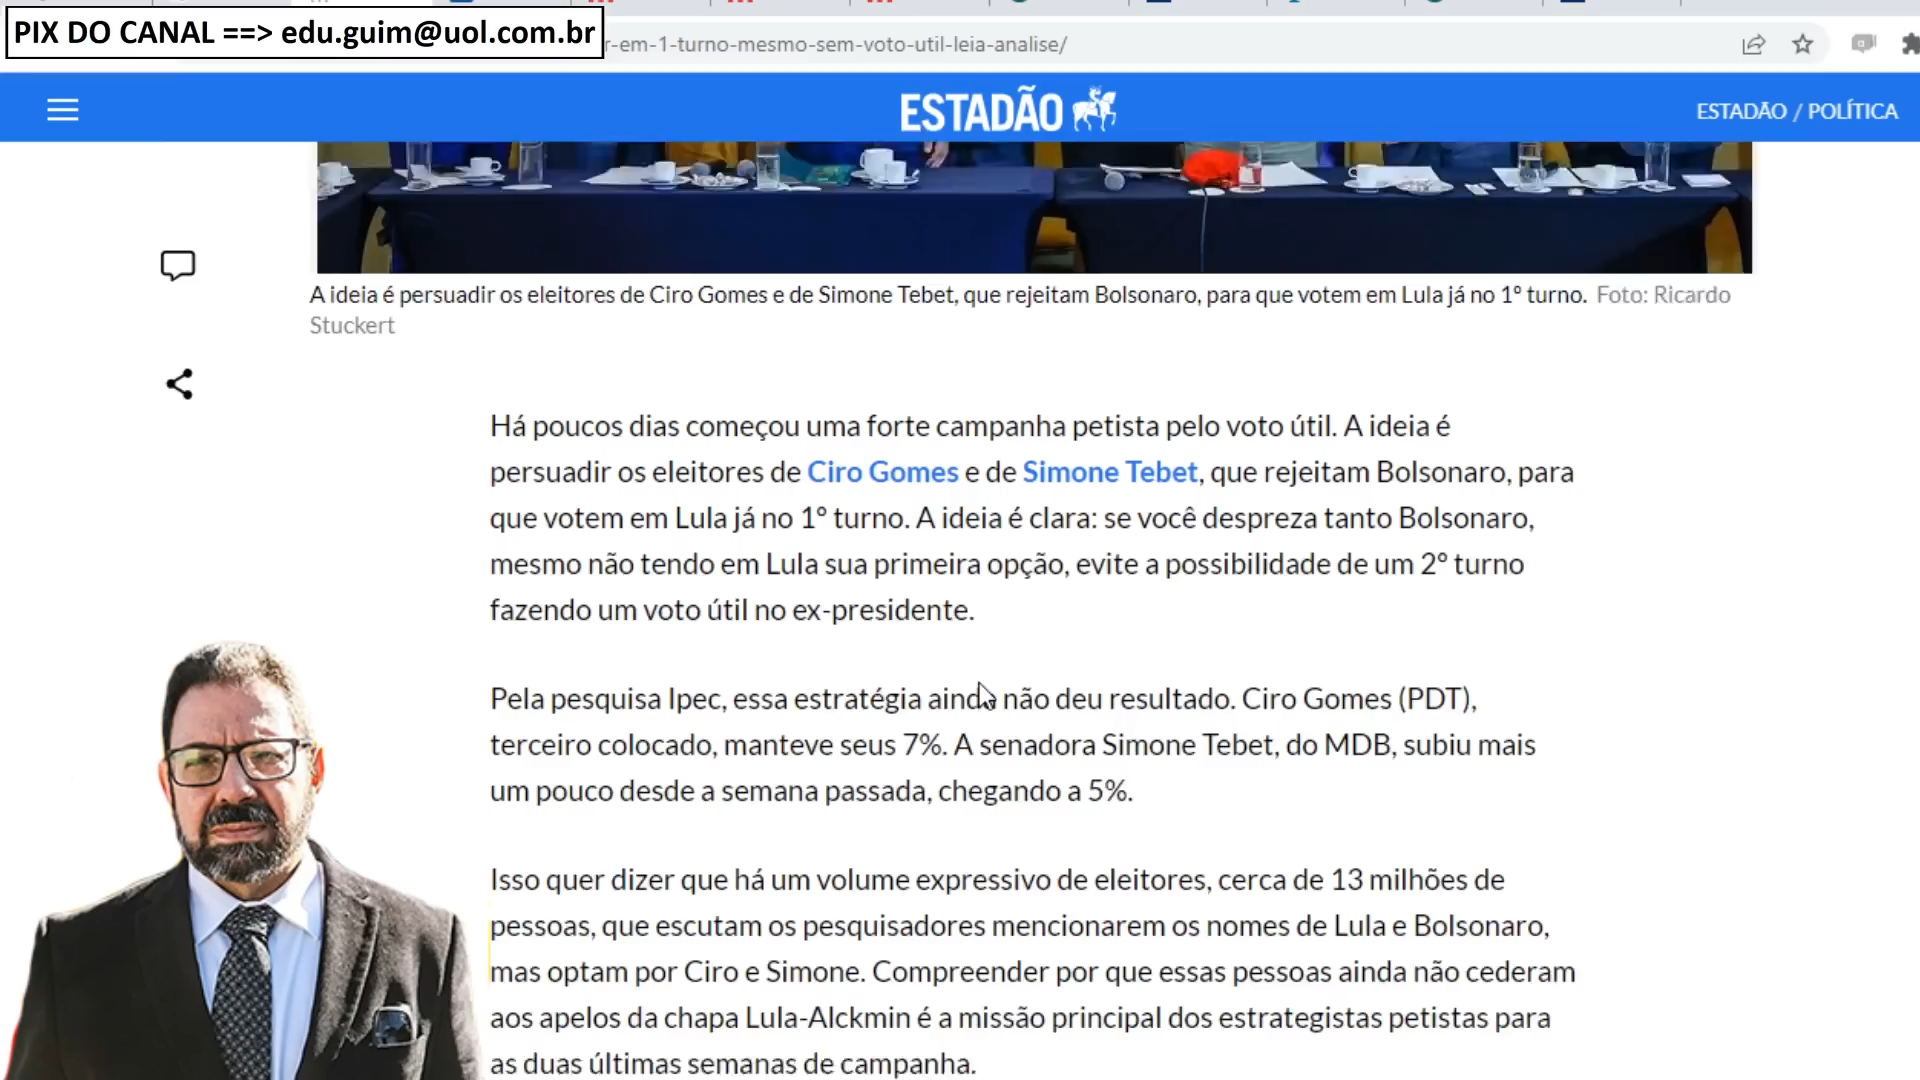 PIX DO CANAL ==> edu.guim@uol.com.br
r-em-1-turno-mesmo-sem-voto-util-leia-analise/
ESTADÃO
ESTADÃO / POLÍTICA
A ideia é persuadir os eleitores de Ciro Gomes e de Simone Tebet, que rejeitam Bolsonaro, para que votem em Lula já no 1º turno. Foto: Ricardo
Stuckert
Há poucos dias começou uma forte campanha petista pelo voto útil. A ideia é
persuadir os eleitores de Ciro Gomes e de Simone Tebet, que rejeitam Bolsonaro, para
que votem em Lula já no 1º turno. A ideia é clara: se você despreza tanto Bolsonaro,
mesmo não tendo em Lula sua primeira opção, evite a possibilidade de um 2º turno
fazendo um voto útil no ex-presidente.
Pela pesquisa Ipec, essa estratégia ainda não deu resultado. Ciro Gomes (PDT),
terceiro colocado, manteve seus 7%. A senadora Simone Tebet, do MDB, subiu mais
um pouco desde a semana passada, chegando a 5%.
Isso quer dizer que há um volume expressivo de eleitores, cerca de 13 milhões de
pessoas, que escutam os pesquisadores mencionarem os nomes de Lula e Bolsonaro,
mas optam por Ciro e Simone. Compreender por que essas pessoas ainda não cederam
aos apelos da chapa Lula-Alckmin é a missão principal dos estrategistas petistas para
as duas últimas semanas de campanha.